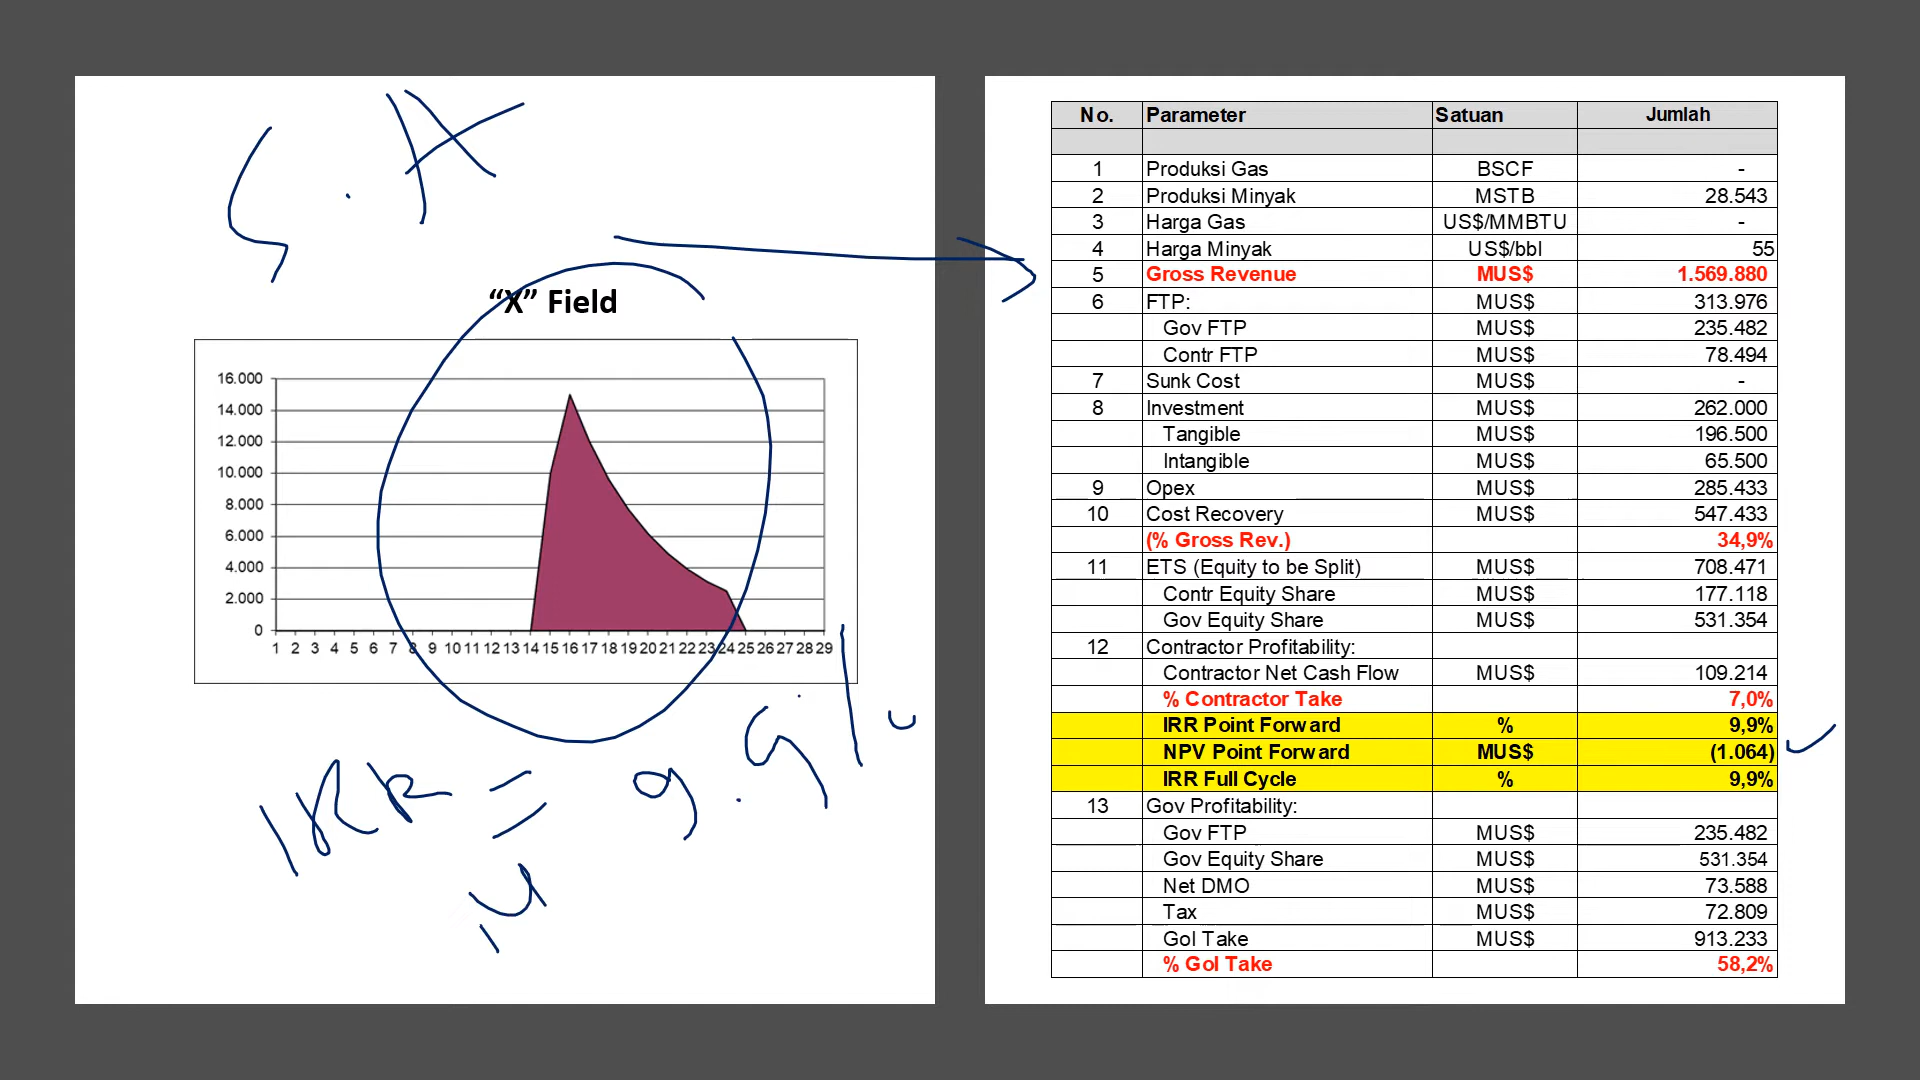 S.A
“X” Field
16.000
14.000
12.000
10.000
8.000
6.000
4.000
2.000
0
1 2 3 4 5 6 7 8 9 10 11 12 13 14 15 16 17 18 19 20 21 22 23 24 25 26 27 28 29
IRR = 9.9%
No. Parameter Satuan Jumlah
1 Produksi Gas BSCF -
2 Produksi Minyak MSTB 28.543
3 Harga Gas US$/MMBTU -
4 Harga Minyak US$/bbl 55
5 Gross Revenue MUS$ 1.569.880
6 FTP: MUS$ 313.976
Gov FTP MUS$ 235.482
Contr FTP MUS$ 78.494
7 Sunk Cost MUS$ -
8 Investment MUS$ 262.000
Tangible MUS$ 196.500
Intangible MUS$ 65.500
9 Opex MUS$ 285.433
10 Cost Recovery MUS$ 547.433
(% Gross Rev.) 34,9%
11 ETS (Equity to be Split) MUS$ 708.471
Contr Equity Share MUS$ 177.118
Gov Equity Share MUS$ 531.354
12 Contractor Profitability:
Contractor Net Cash Flow MUS$ 109.214
% Contractor Take 7,0%
IRR Point Forward % 9,9%
NPV Point Forward MUS$ (1.064)
IRR Full Cycle % 9,9%
13 Gov Profitability:
Gov FTP MUS$ 235.482
Gov Equity Share MUS$ 531.354
Net DMO MUS$ 73.588
Tax MUS$ 72.809
GoI Take MUS$ 913.233
% GoI Take 58,2%